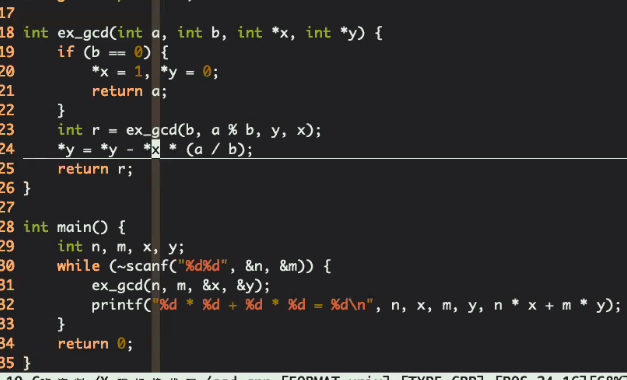 17
18 int ex_gcd(int a, int b, int *x, int *y) {
19 if (b == 0) {
20 *x = 1, *y = 0;
21 return a;
22 }
23 int r = ex_gcd(b, a % b, y, x);
24 *y = *y - *x * (a / b);
25 return r;
26 }
27
28 int main() {
29 int n, m, x, y;
30 while (~scanf("%d%d", &n, &m)) {
31 ex_gcd(n, m, &x, &y);
32 printf("%d * %d + %d * %d = %d\n", n, x, m, y, n * x + m * y);
33 }
34 return 0;
35 }